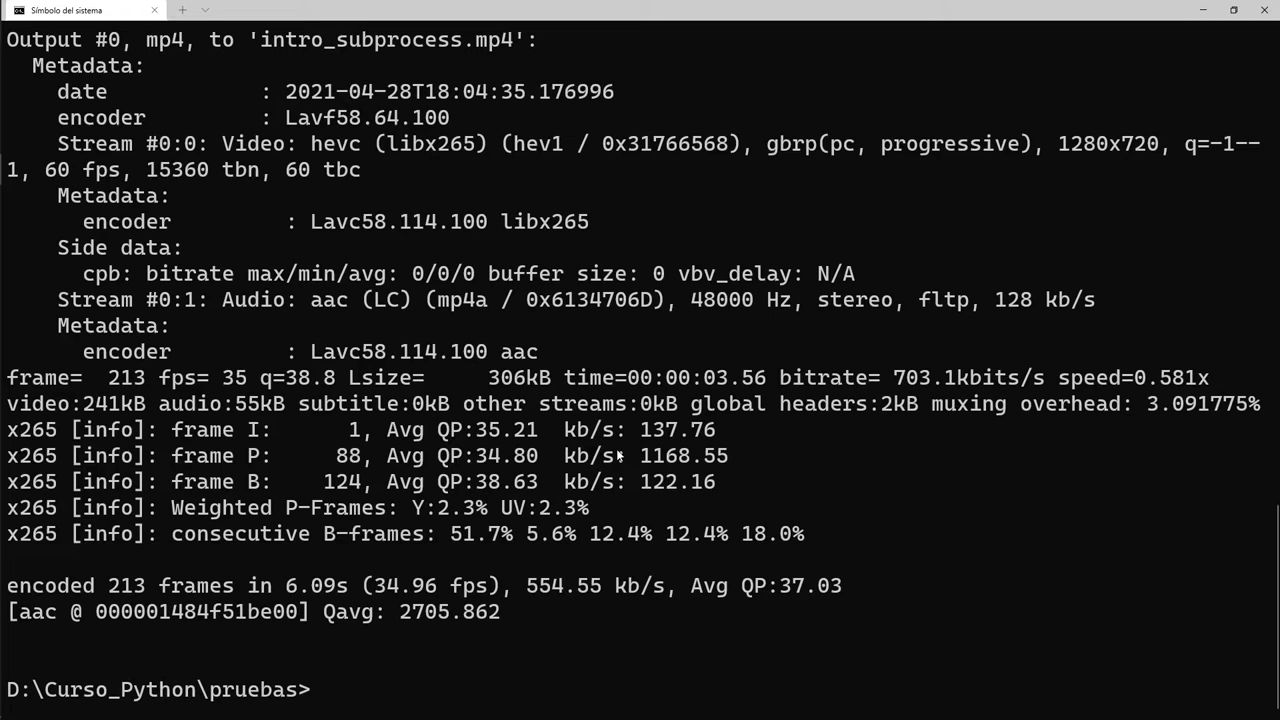 Símbolo del sistema
Output #0, mp4, to 'intro_subprocess.mp4':
Metadata:
date : 2021-04-28T18:04:35.176996
encoder : Lavf58.64.100
Stream #0:0: Video: hevc (libx265) (hev1 / 0x31766568), gbrp(pc, progressive), 1280x720, q=-1--
1, 60 fps, 15360 tbn, 60 tbc
Metadata:
encoder : Lavc58.114.100 libx265
Side data:
cpb: bitrate max/min/avg: 0/0/0 buffer size: 0 vbv_delay: N/A
Stream #0:1: Audio: aac (LC) (mp4a / 0x6134706D), 48000 Hz, stereo, fltp, 128 kb/s
Metadata:
encoder : Lavc58.114.100 aac
frame= 213 fps= 35 q=38.8 Lsize= 306kB time=00:00:03.56 bitrate= 703.1kbits/s speed=0.581x
video:241kB audio:55kB subtitle:0kB other streams:0kB global headers:2kB muxing overhead: 3.091775%
x265 [info]: frame I: 1, Avg QP:35.21 kb/s: 137.76
x265 [info]: frame P: 88, Avg QP:34.80 kb/s: 1168.55
x265 [info]: frame B: 124, Avg QP:38.63 kb/s: 122.16
x265 [info]: Weighted P-Frames: Y:2.3% UV:2.3%
x265 [info]: consecutive B-frames: 51.7% 5.6% 12.4% 12.4% 18.0%
encoded 213 frames in 6.09s (34.96 fps), 554.55 kb/s, Avg QP:37.03
[aac @ 000001484f51be00] Qavg: 2705.862
D:\Curso_Python\pruebas>